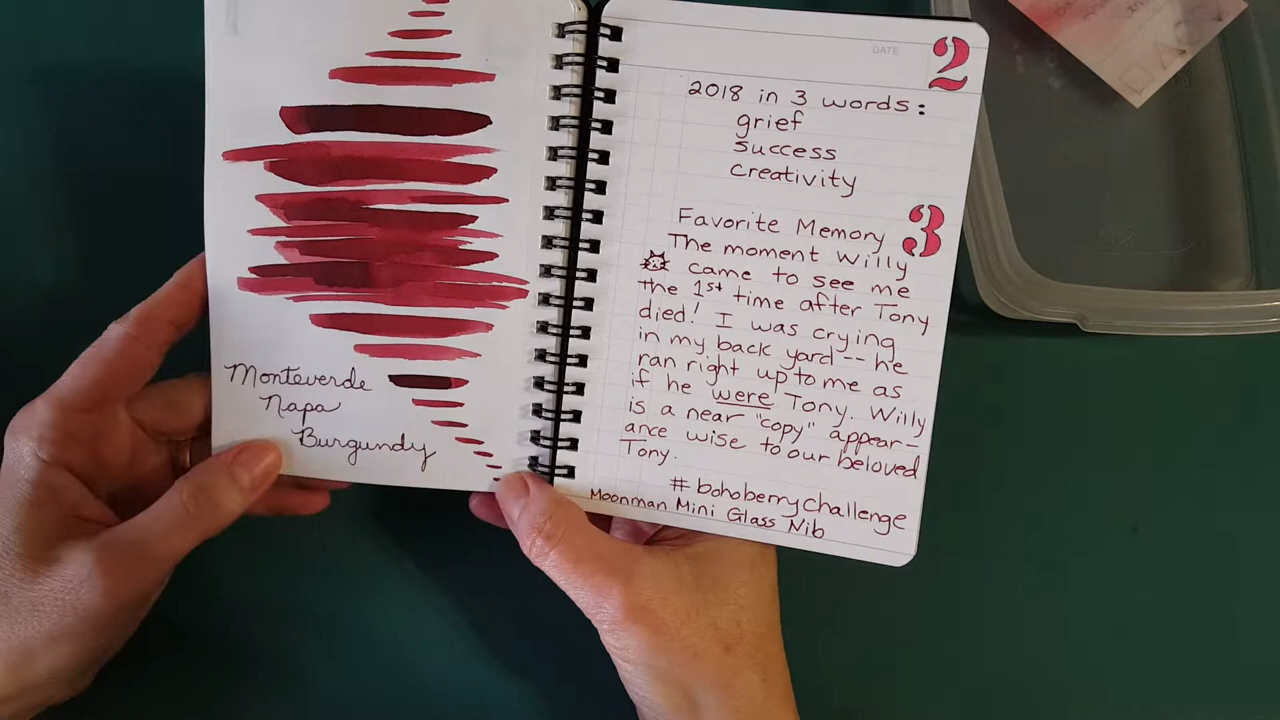 Monteverde
Napa
Burgundy
DATE
2
2018 in 3 words:
grief
success
creativity
3
Favorite Memory
The moment Willy
came to see me
the 1st time after Tony
died! I was crying
in my back yard -- he
ran right up to me as
if he were Tony. Willy
is a near "copy" appear-
ance wise to our beloved
Tony.
#bohoberrychallenge
Moonman Mini Glass Nib